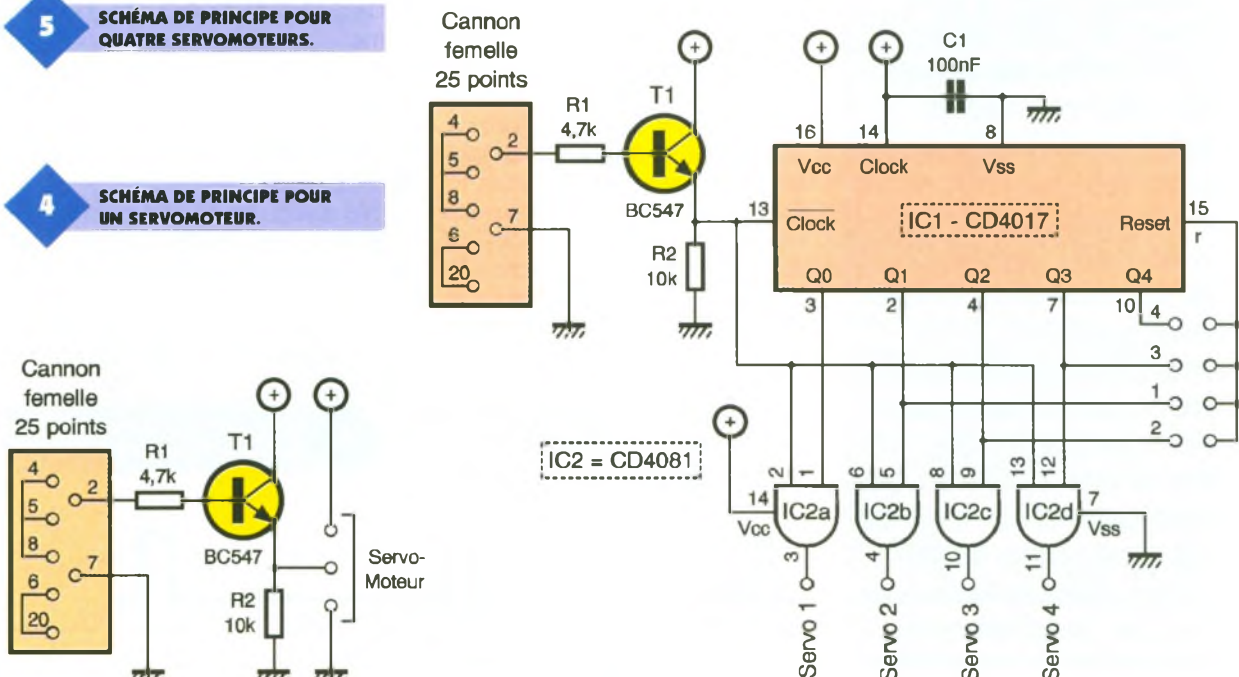 5
SCHÉMA DE PRINCIPE POUR
QUATRE SERVOMOTEURS.
4
SCHÉMA DE PRINCIPE POUR
UN SERVOMOTEUR.
Cannon
femelle
25 points
4
5
8
6
20
2
7
R1
4,7k
T1
BC547
R2
10k
+
+
+
C1
100nF
16
14
8
Vcc
Clock
Vss
13
Clock
IC1 - CD4017
Reset
15
r
Q0
Q1
Q2
Q3
Q4
3
2
4
7
10
4
3
1
2
+
IC2 = CD4081
14
Vcc
2
1
6
5
8
9
13
12
IC2a
IC2b
IC2c
IC2d
7
Vss
3
4
10
11
Servo 1
Servo 2
Servo 3
Servo 4
Cannon
femelle
25 points
4
5
8
6
20
2
7
R1
4,7k
T1
BC547
R2
10k
+
+
Servo-
Moteur